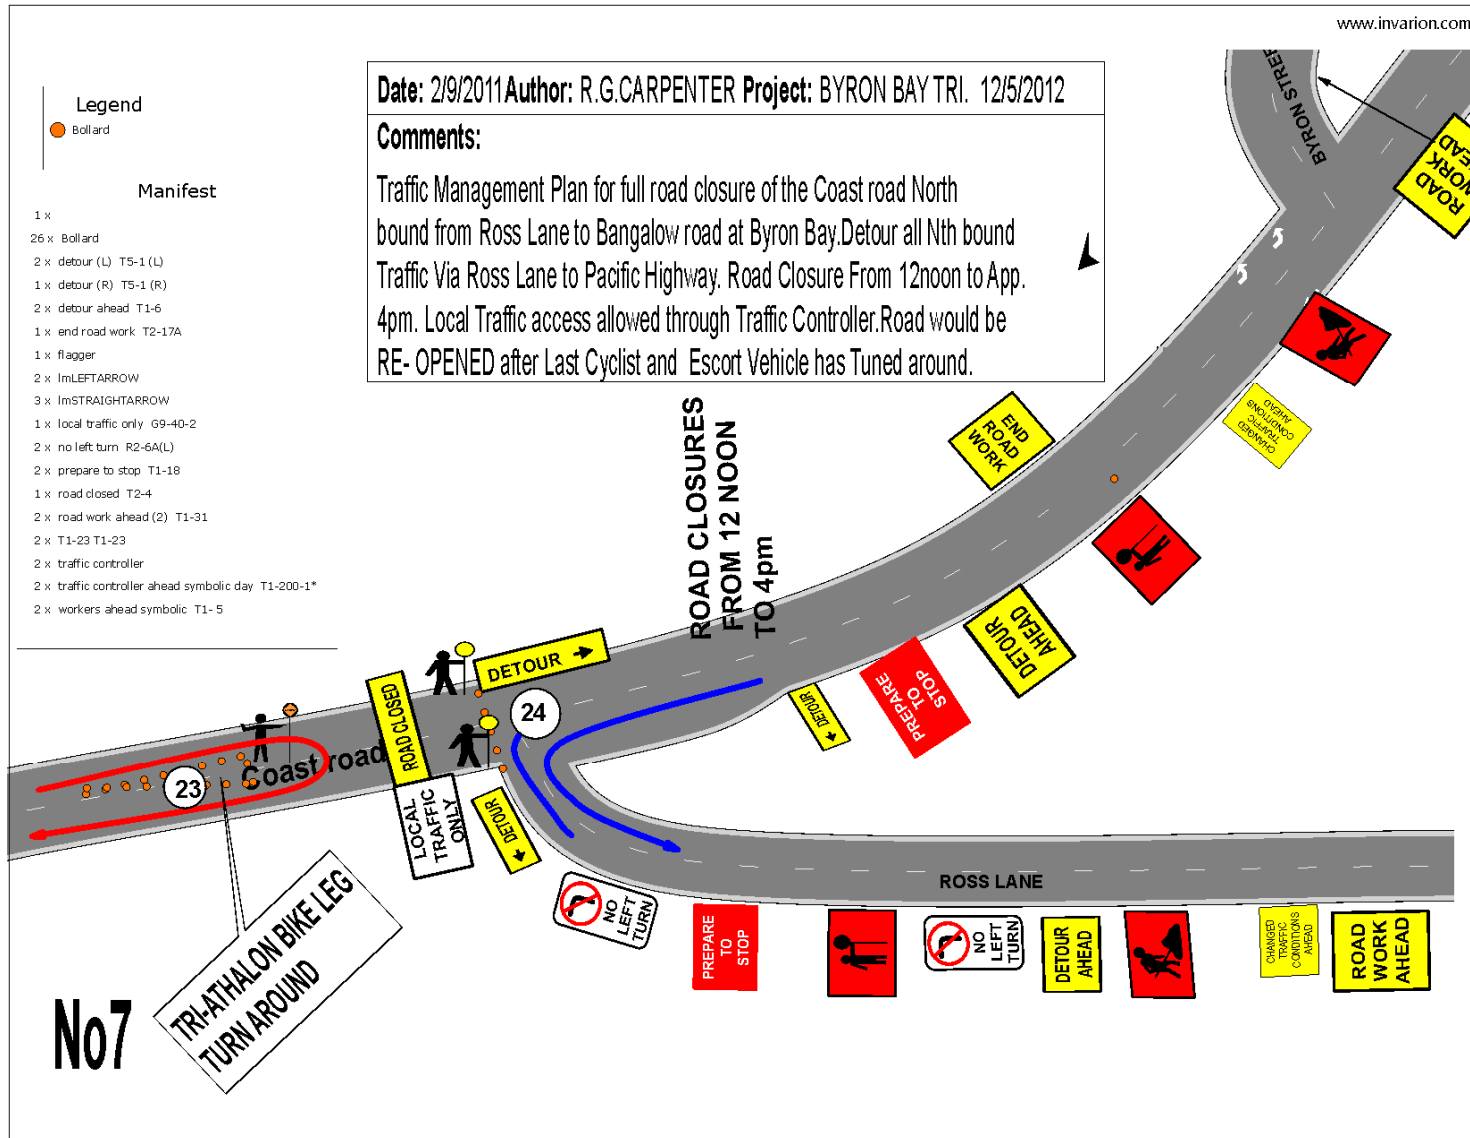 www.invarion.com
Legend
Bollard
Manifest
1 x
26 x Bollard
2 x detour (L) T5-1 (L)
1 x detour (R) T5-1 (R)
2 x detour ahead T1-6
1 x end road work T2-17A
1 x flagger
2 x lmLEFTARROW
3 x lmSTRAIGHTARROW
1 x local traffic only G9-40-2
2 x no left turn R2-6A(L)
2 x prepare to stop T1-18
1 x road closed T2-4
2 x road work ahead (2) T1-31
2 x T1-23 T1-23
2 x traffic controller
2 x traffic controller ahead symbolic day T1-200-1*
2 x workers ahead symbolic T1- 5
Date: 2/9/2011 Author: R.G.CARPENTER Project: BYRON BAY TRI. 12/5/2012
Comments:
Traffic Management Plan for full road closure of the Coast road North
bound from Ross Lane to Bangalow road at Byron Bay.Detour all Nth bound
Traffic Via Ross Lane to Pacific Highway. Road Closure From 12noon to App.
4pm. Local Traffic access allowed through Traffic Controller.Road would be
RE- OPENED after Last Cyclist and Escort Vehicle has Tuned around.
BYRON STREE
ROAD
WORK
HEAD
CHANGED
TRAFFIC
CONDITIONS
AHEAD
END
ROAD
WORK
ROAD CLOSURES
FROM 12 NOON
TO 4pm
DETOUR
AHEAD
PREPARE
TO
STOP
DETOUR
DETOUR
ROAD CLOSED
24
23
Coast road
LOCAL
TRAFFIC
ONLY
DETOUR
NO
LEFT
TURN
ROSS LANE
PREPARE
TO
STOP
NO
LEFT
TURN
DETOUR
AHEAD
CHANGED
TRAFFIC
CONDITIONS
AHEAD
ROAD
WORK
AHEAD
TRI-ATHALON BIKE LEG
TURN AROUND
No7